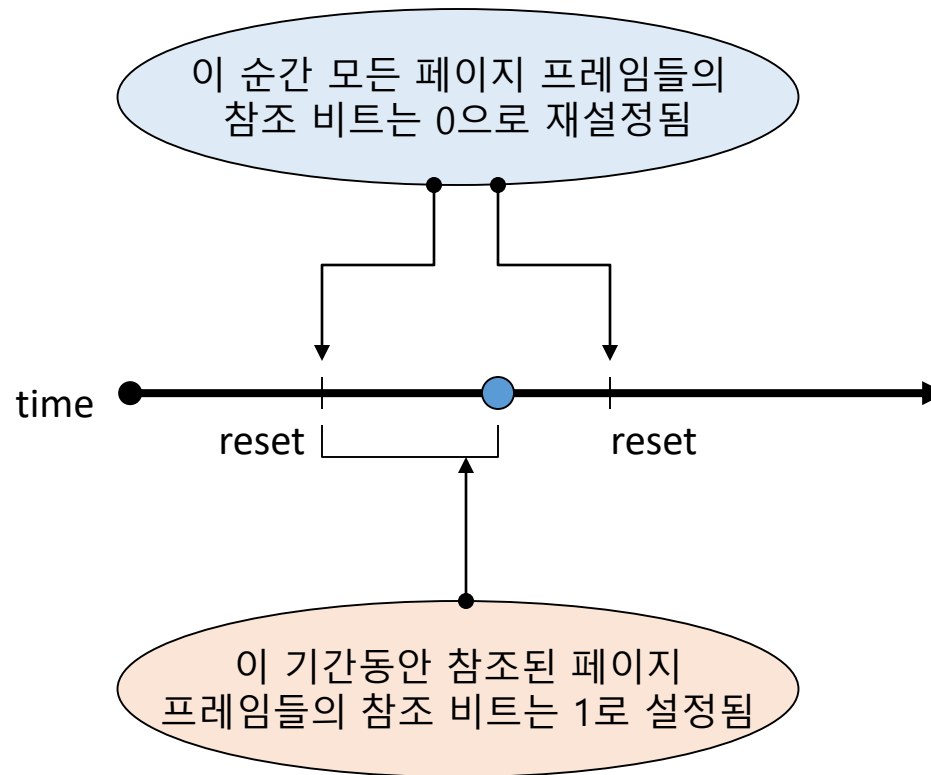 이 순간 모든 페이지 프레임들의
참조 비트는 0으로 재설정됨
time
reset
reset
이 기간동안 참조된 페이지
프레임들의 참조 비트는 1로 설정됨